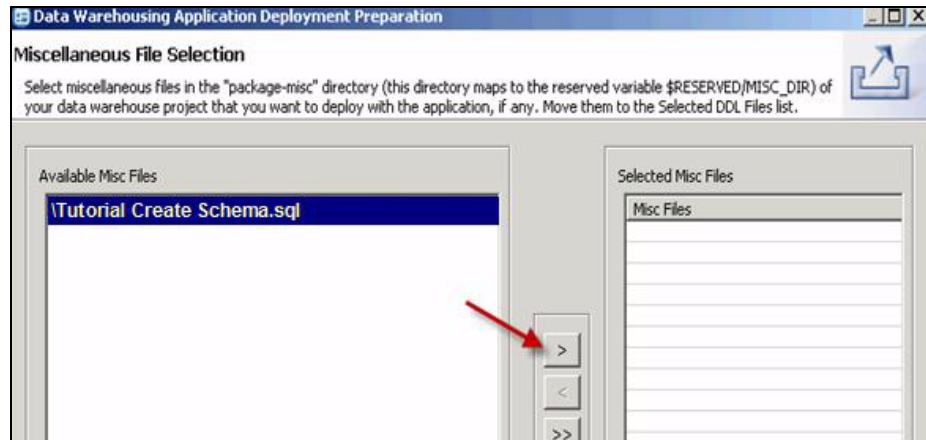 Data Warehousing Application Deployment Preparation
Miscellaneous File Selection
Select miscellaneous files in the "package-misc" directory (this directory maps to the reserved variable $RESERVED/MISC_DIR) of
your data warehouse project that you want to deploy with the application, if any. Move them to the Selected DDL Files list.
Available Misc Files
Selected Misc Files
\Tutorial Create Schema.sql
Misc Files
>
<
>>